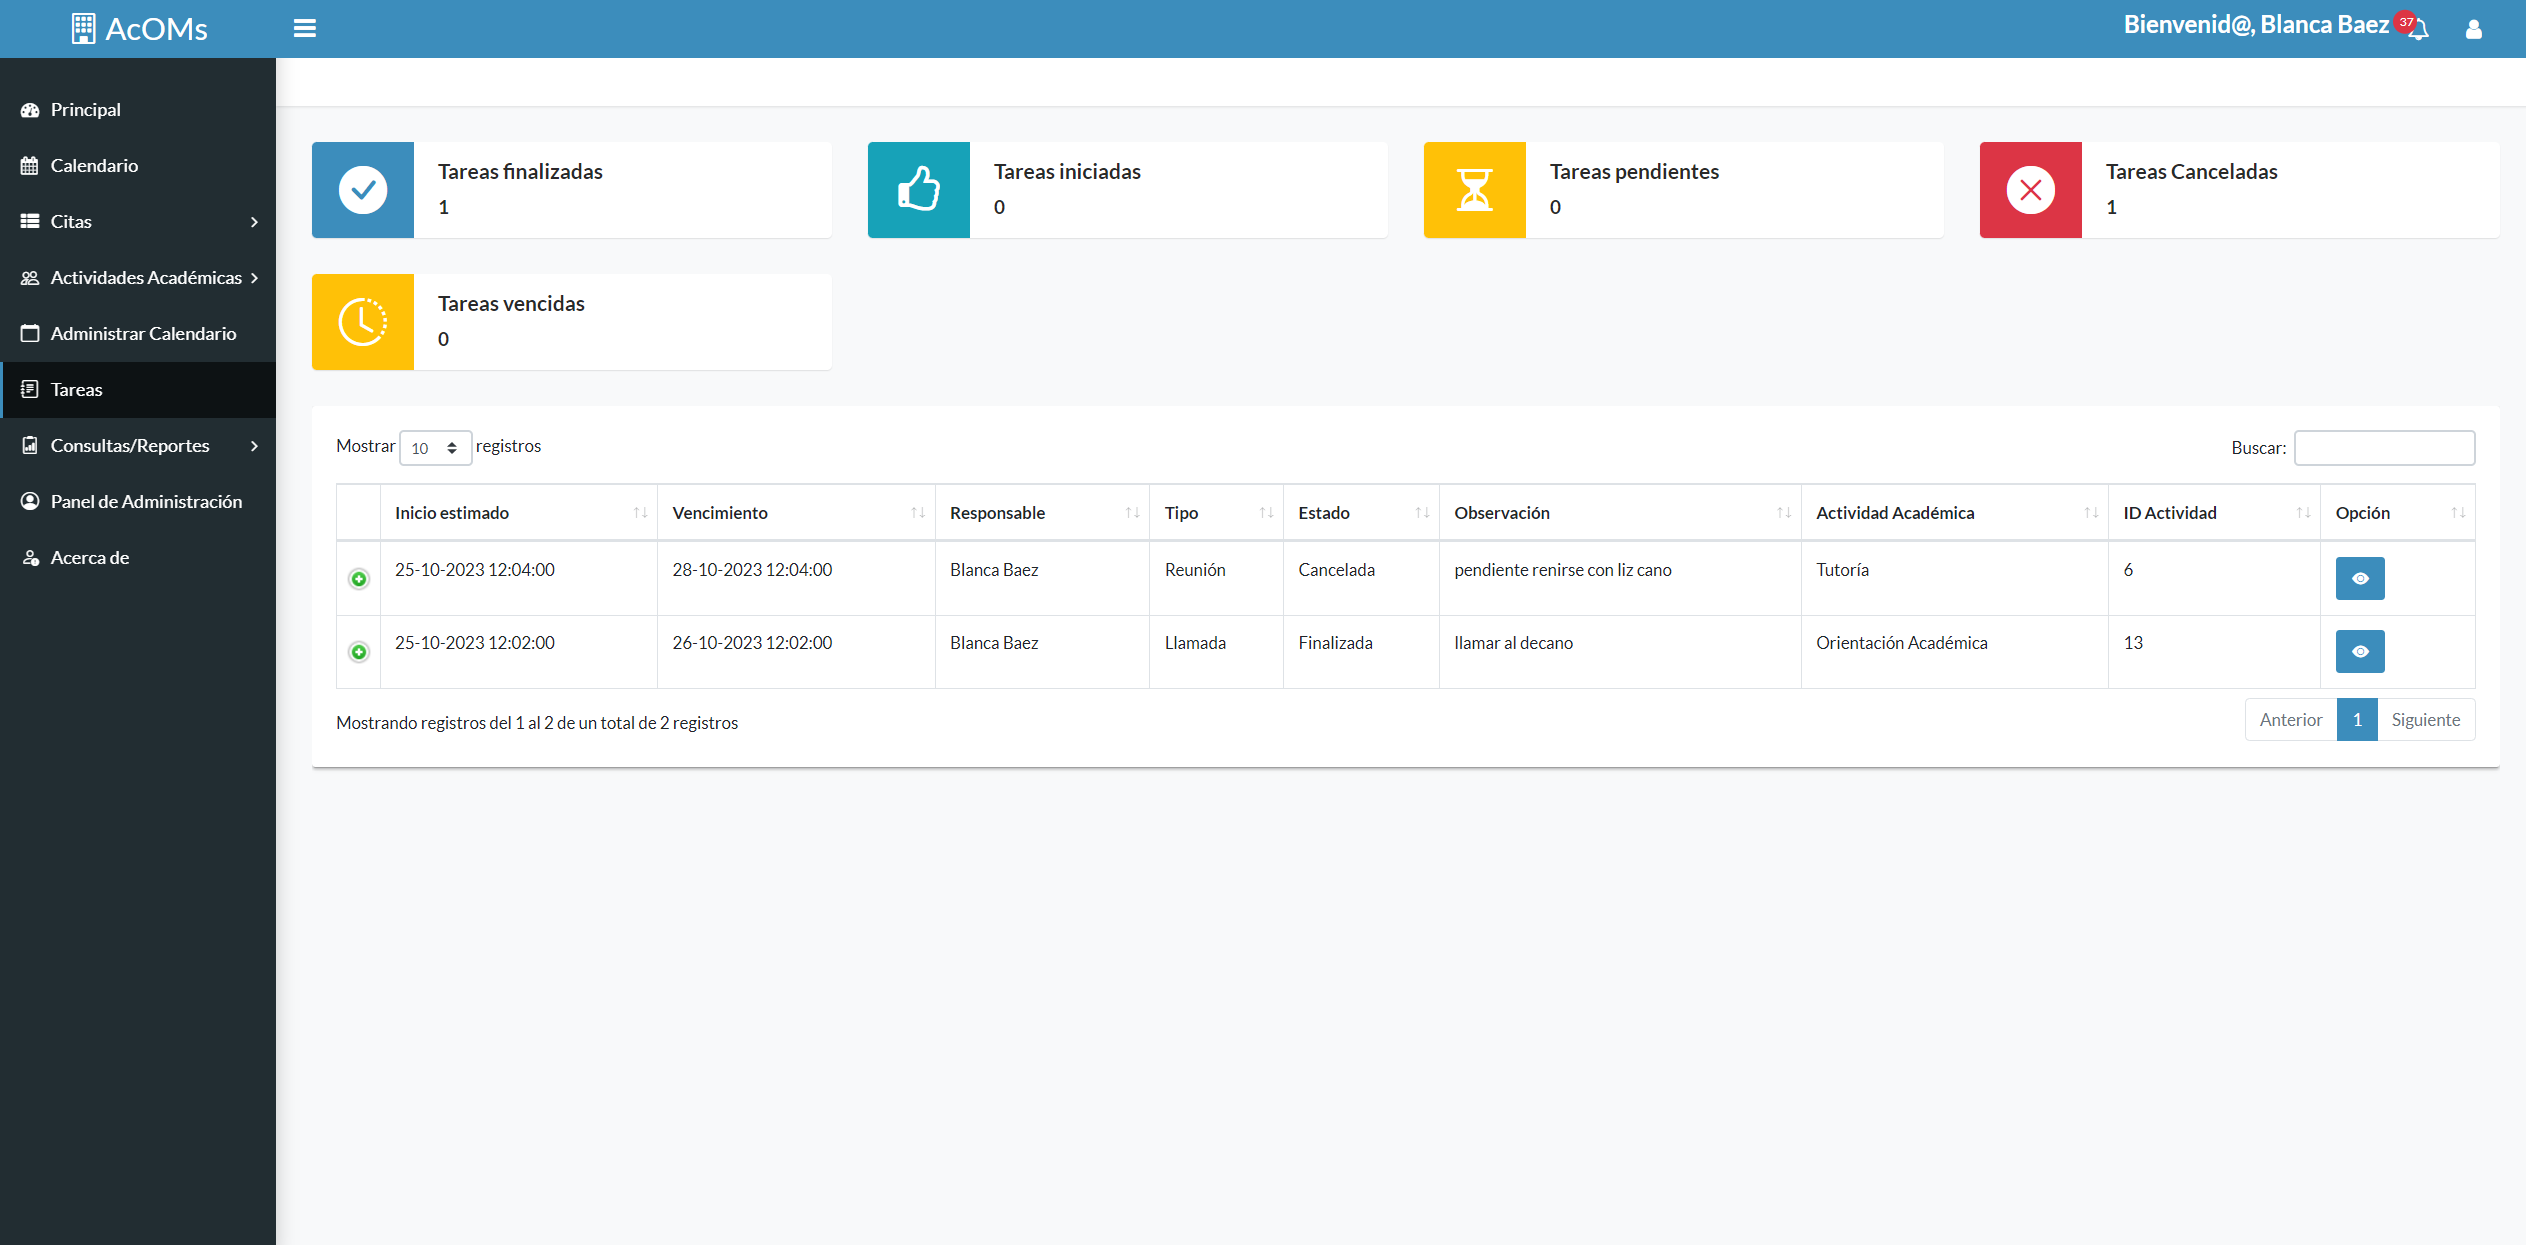 AcOMs
Bienvenid@, Blanca Baez 37
Principal
Calendario
Citas
Actividades Académicas
Administrar Calendario
Tareas
Consultas/Reportes
Panel de Administración
Acerca de
Tareas finalizadas
1
Tareas iniciadas
0
Tareas pendientes
0
Tareas Canceladas
1
Tareas vencidas
0
Mostrar 10 registros
Buscar:
Inicio estimado Vencimiento Responsable Tipo Estado Observación Actividad Académica ID Actividad Opción
25-10-2023 12:04:00 28-10-2023 12:04:00 Blanca Baez Reunión Cancelada pendiente renirse con liz cano Tutoría 6
25-10-2023 12:02:00 26-10-2023 12:02:00 Blanca Baez Llamada Finalizada llamar al decano Orientación Académica 13
Mostrando registros del 1 al 2 de un total de 2 registros
Anterior 1 Siguiente